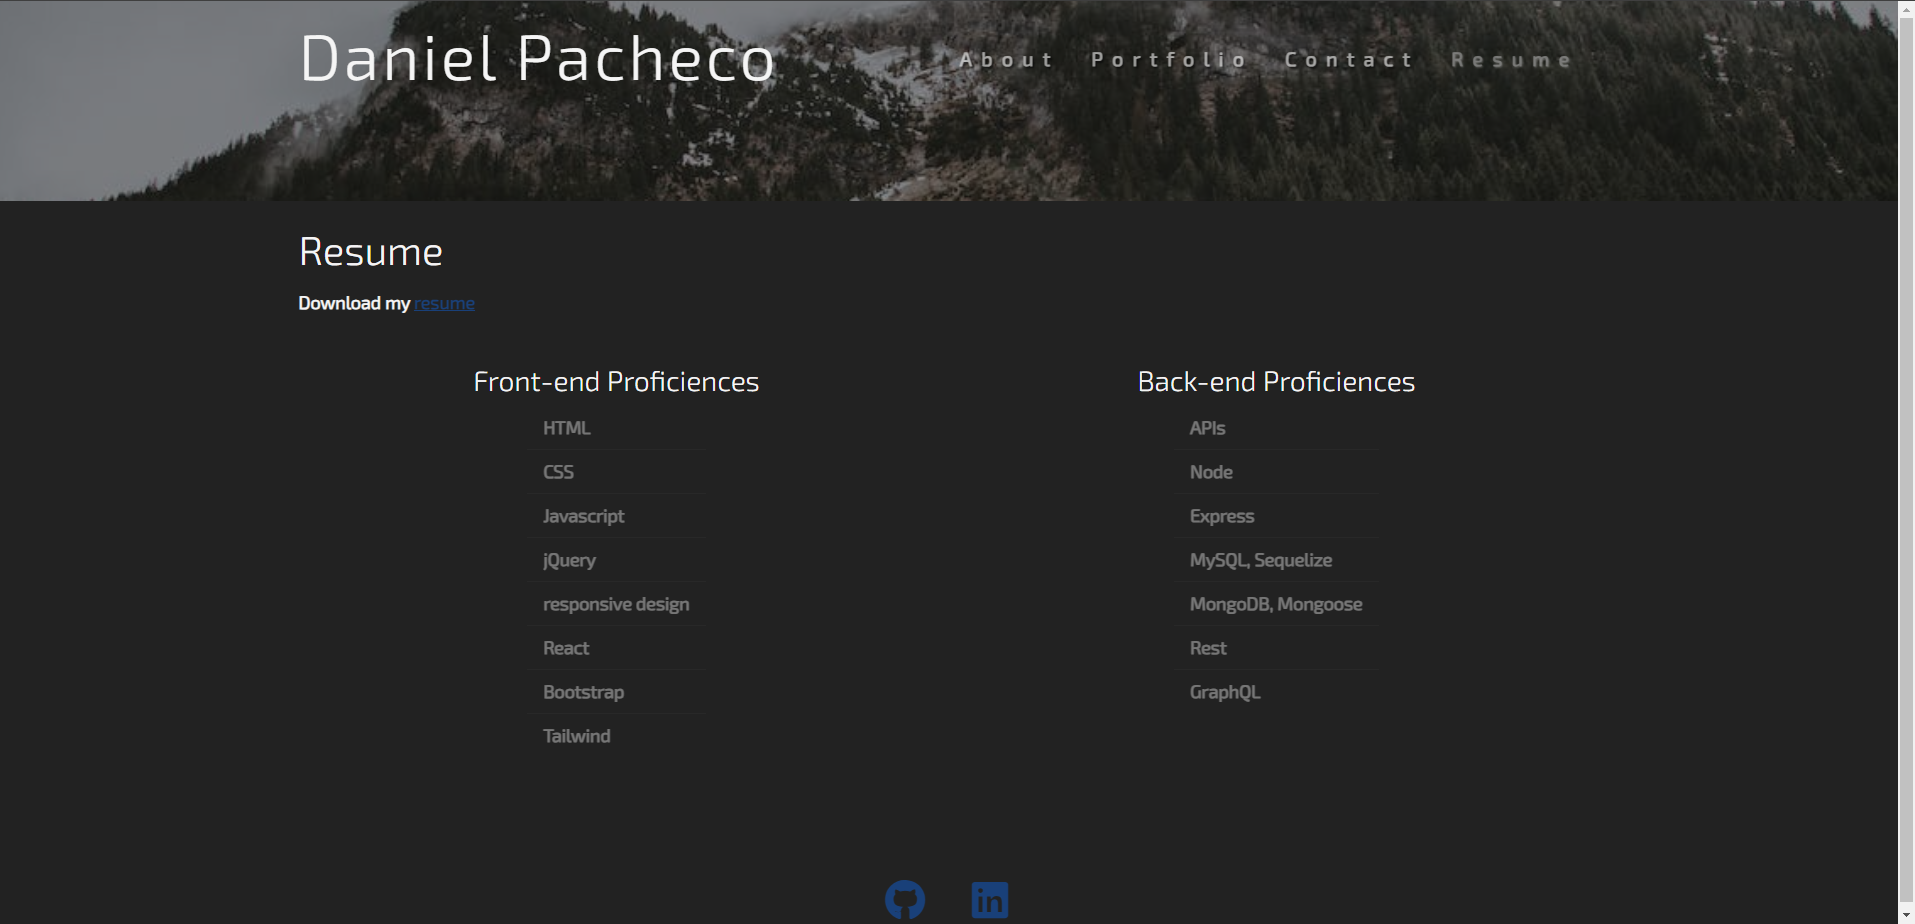 Daniel Pacheco
About Portfolio Contact Resume
Resume
Download my resume
Front-end Proficiences
HTML
CSS
Javascript
jQuery
responsive design
React
Bootstrap
Tailwind
Back-end Proficiences
APIs
Node
Express
MySQL, Sequelize
MongoDB, Mongoose
Rest
GraphQL
in